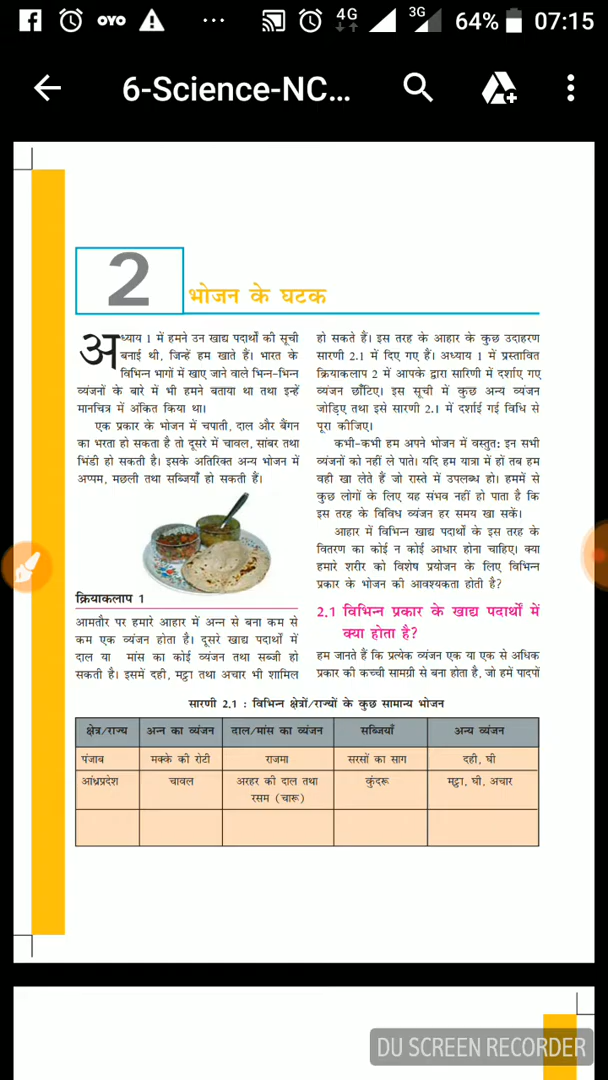 OYO
4G
3G
64%
07:15
6-Science-NC...
2
भोजन के घटक
अध्याय 1 में हमने उन खाद्य पदार्थों की सूची
बनाई थी, जिन्हें हम खाते हैं। भारत के
विभिन्न भागों में खाए जाने वाले भिन्न-भिन्न
व्यंजनों के बारे में भी हमने बताया था तथा इन्हें
मानचित्र में अंकित किया था।
एक प्रकार के भोजन में चपाती, दाल और बैंगन
का भरता हो सकता है तो दूसरे में चावल, सांबर तथा
भिंडी हो सकती है। इसके अतिरिक्त अन्य भोजन में
अप्पम, मछली तथा सब्जियाँ हो सकती हैं।
क्रियाकलाप 1
आमतौर पर हमारे आहार में अन्न से बना कम से
कम एक व्यंजन होता है। दूसरे खाद्य पदार्थों में
दाल या मांस का कोई व्यंजन तथा सब्जी हो
सकती है। इसमें दही, मट्ठा तथा अचार भी शामिल
हो सकते हैं। इस तरह के आहार के कुछ उदाहरण
सारणी 2.1 में दिए गए हैं। अध्याय 1 में प्रस्तावित
क्रियाकलाप 2 में आपके द्वारा सारिणी में दर्शाए गए
व्यंजन छाँटिए। इस सूची में कुछ अन्य व्यंजन
जोड़िए तथा इसे सारणी 2.1 में दर्शाई गई विधि से
पूरा कीजिए।
कभी-कभी हम अपने भोजन में वस्तुत: इन सभी
व्यंजनों को नहीं ले पाते। यदि हम यात्रा में हों तब हम
वही खा लेते हैं जो रास्ते में उपलब्ध हो। हममें से
कुछ लोगों के लिए यह संभव नहीं हो पाता है कि
इस तरह के विविध व्यंजन हर समय खा सकें।
आहार में विभिन्न खाद्य पदार्थों के इस तरह के
वितरण का कोई न कोई आधार होना चाहिए। क्या
हमारे शरीर को विशेष प्रयोजन के लिए विभिन्न
प्रकार के भोजन की आवश्यकता होती है?
2.1 विभिन्न प्रकार के खाद्य पदार्थों में
क्या होता है?
हम जानते हैं कि प्रत्येक व्यंजन एक या एक से अधिक
प्रकार की कच्ची सामग्री से बना होता है, जो हमें पादपों
सारणी 2.1 : विभिन्न क्षेत्रों/राज्यों के कुछ सामान्य भोजन
क्षेत्र/राज्य अन्न का व्यंजन दाल/मांस का व्यंजन सब्जियाँ अन्य व्यंजन
पंजाब मक्के की रोटी राजमा सरसों का साग दही, घी
आंध्रप्रदेश चावल अरहर की दाल तथा कुंदरू मट्ठा, घी, अचार
रसम (चारू)
DU SCREEN RECORDER